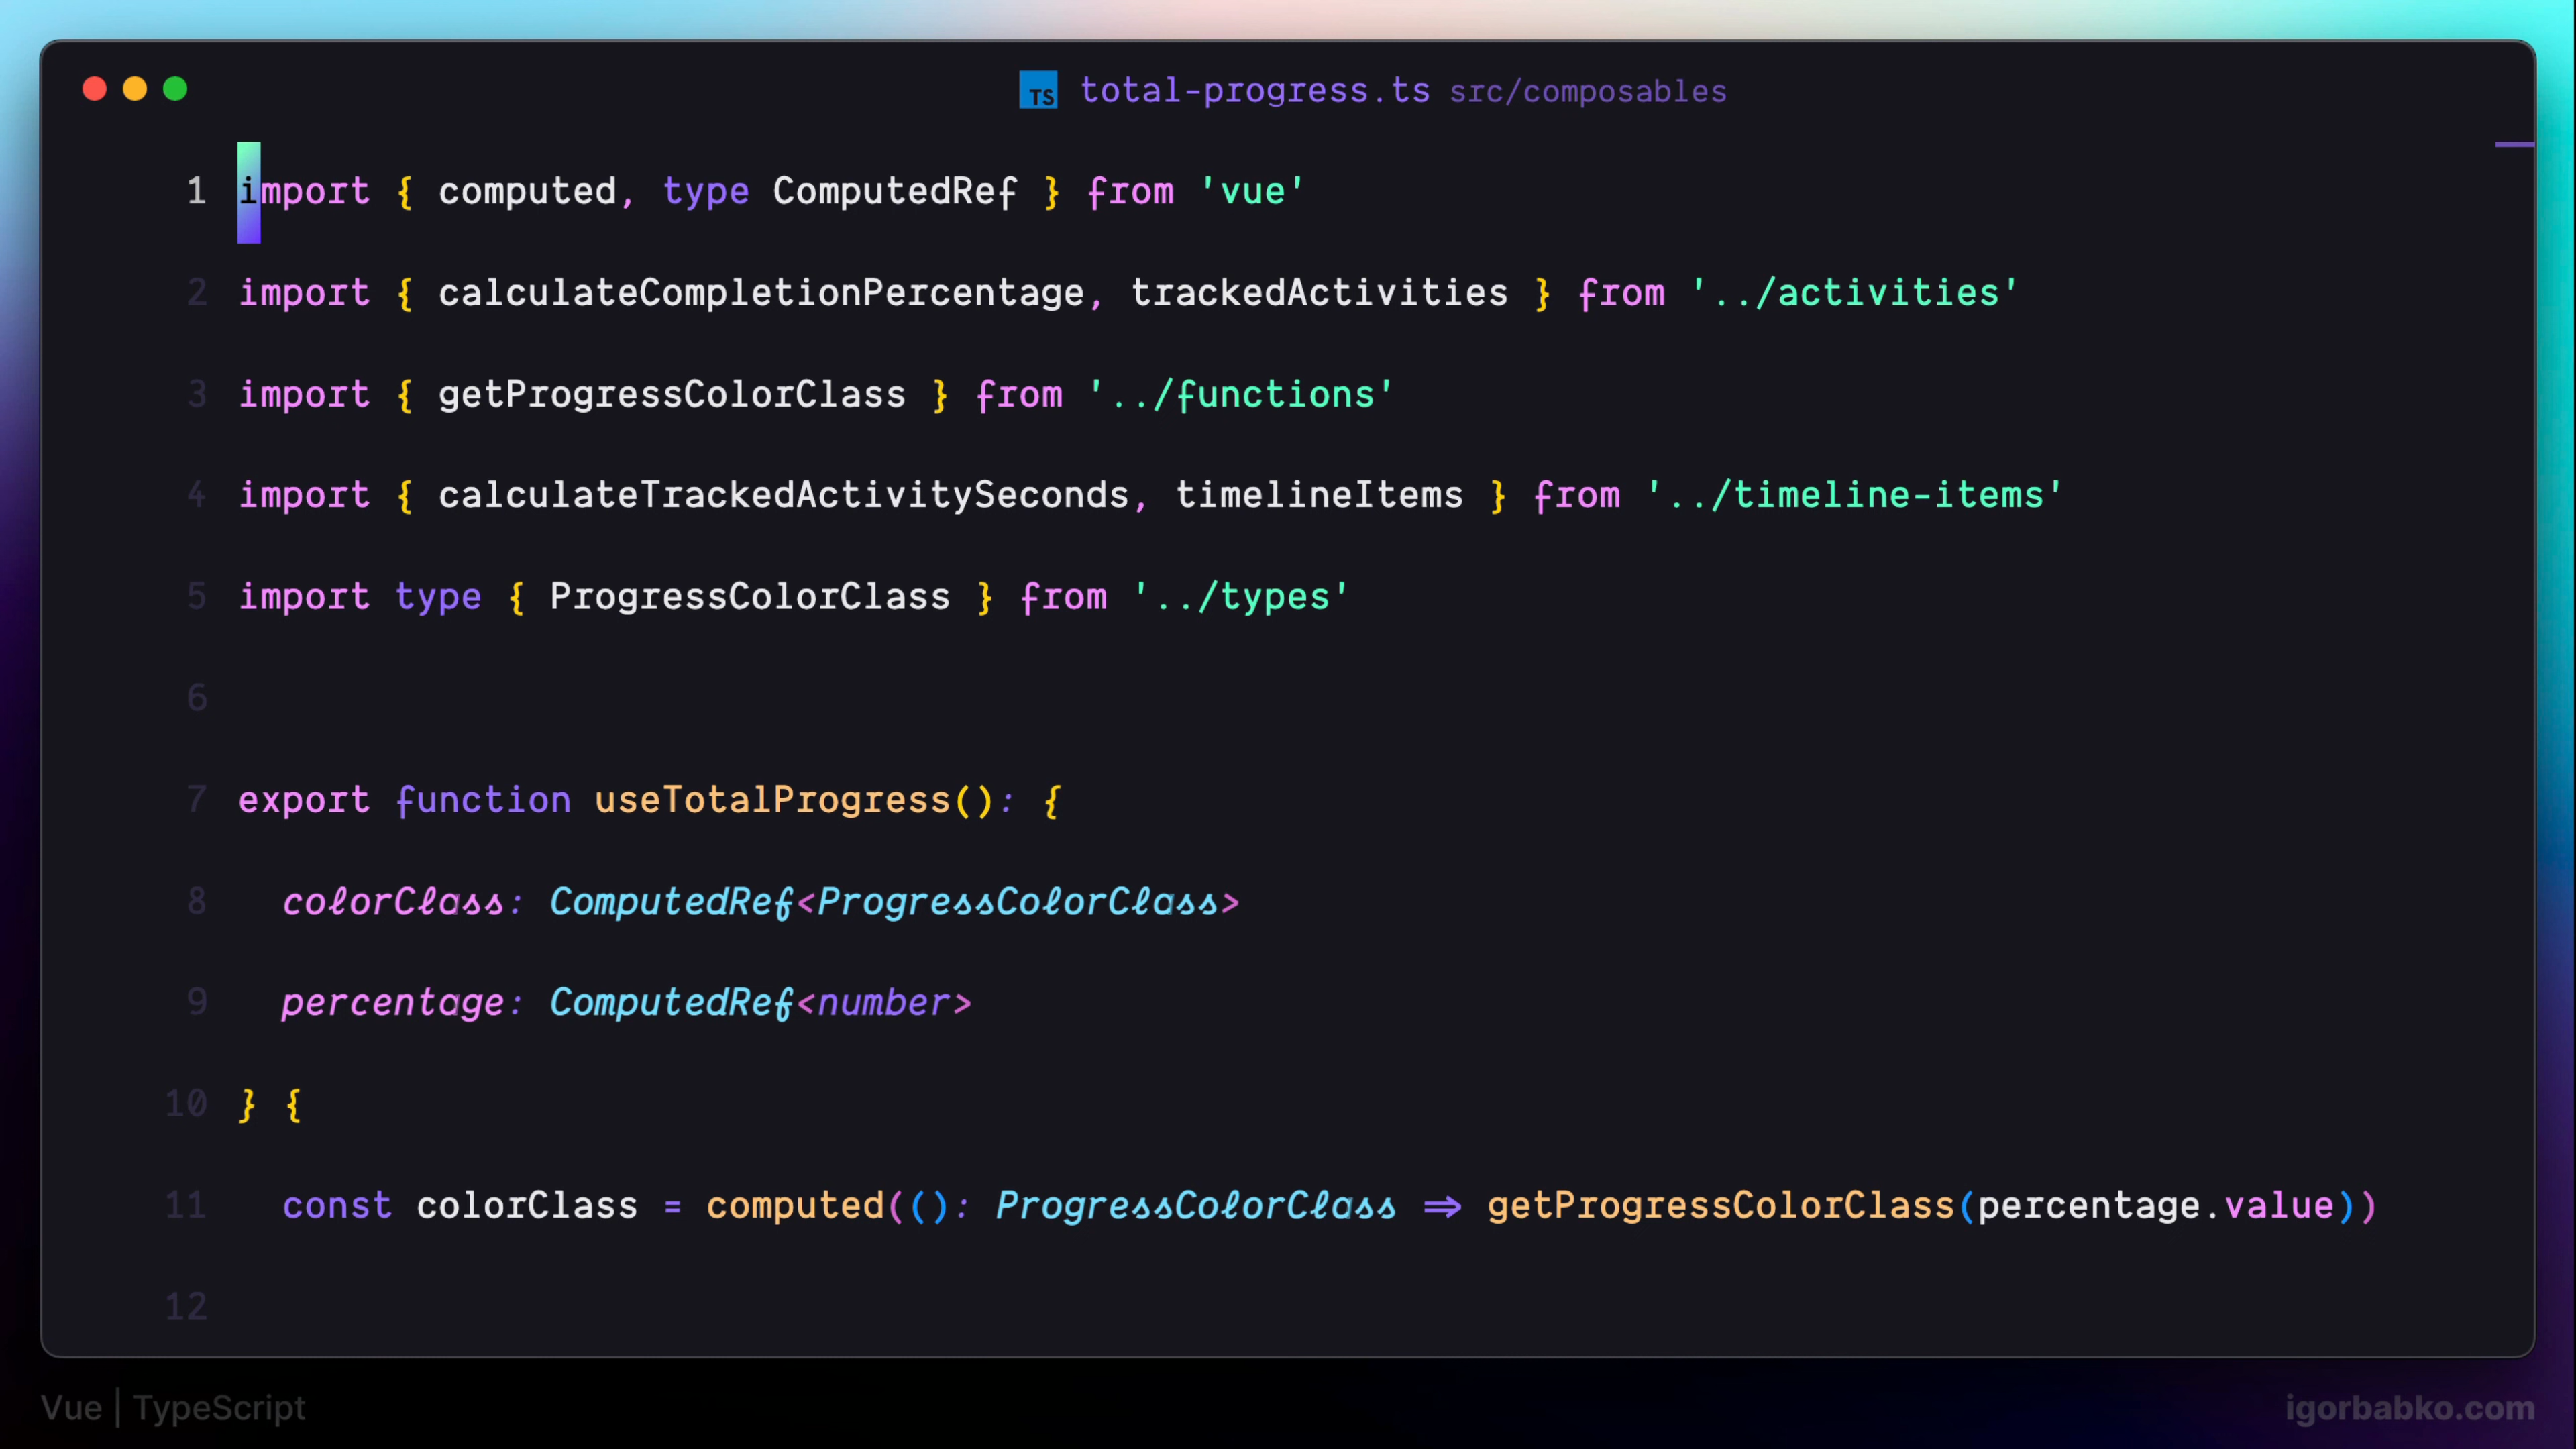 TS total-progress.ts src/composables
1 import { computed, type ComputedRef } from 'vue'
2 import { calculateCompletionPercentage, trackedActivities } from '../activities'
3 import { getProgressColorClass } from '../functions'
4 import { calculateTrackedActivitySeconds, timelineItems } from '../timeline-items'
5 import type { ProgressColorClass } from '../types'
6
7 export function useTotalProgress(): {
8 colorClass: ComputedRef<ProgressColorClass>
9 percentage: ComputedRef<number>
10 } {
11 const colorClass = computed((): ProgressColorClass => getProgressColorClass(percentage.value))
12
Vue | TypeScript
igorbabko.com